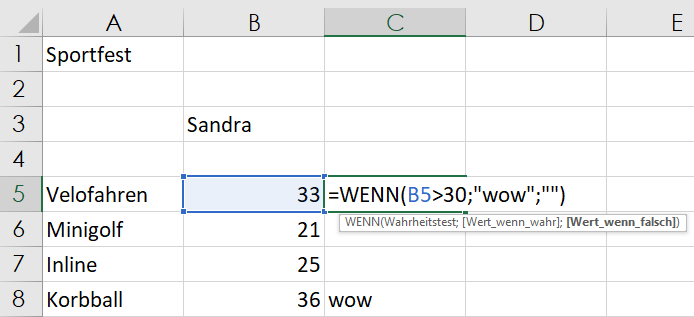 A B C D E
1 Sportfest
2
3 Sandra
4
5 Velofahren 33 =WENN(B5>30;"wow";"")
WENN(Wahrheitstest; [Wert_wenn_wahr]; [Wert_wenn_falsch])
6 Minigolf 21
7 Inline 25
8 Korbball 36 wow